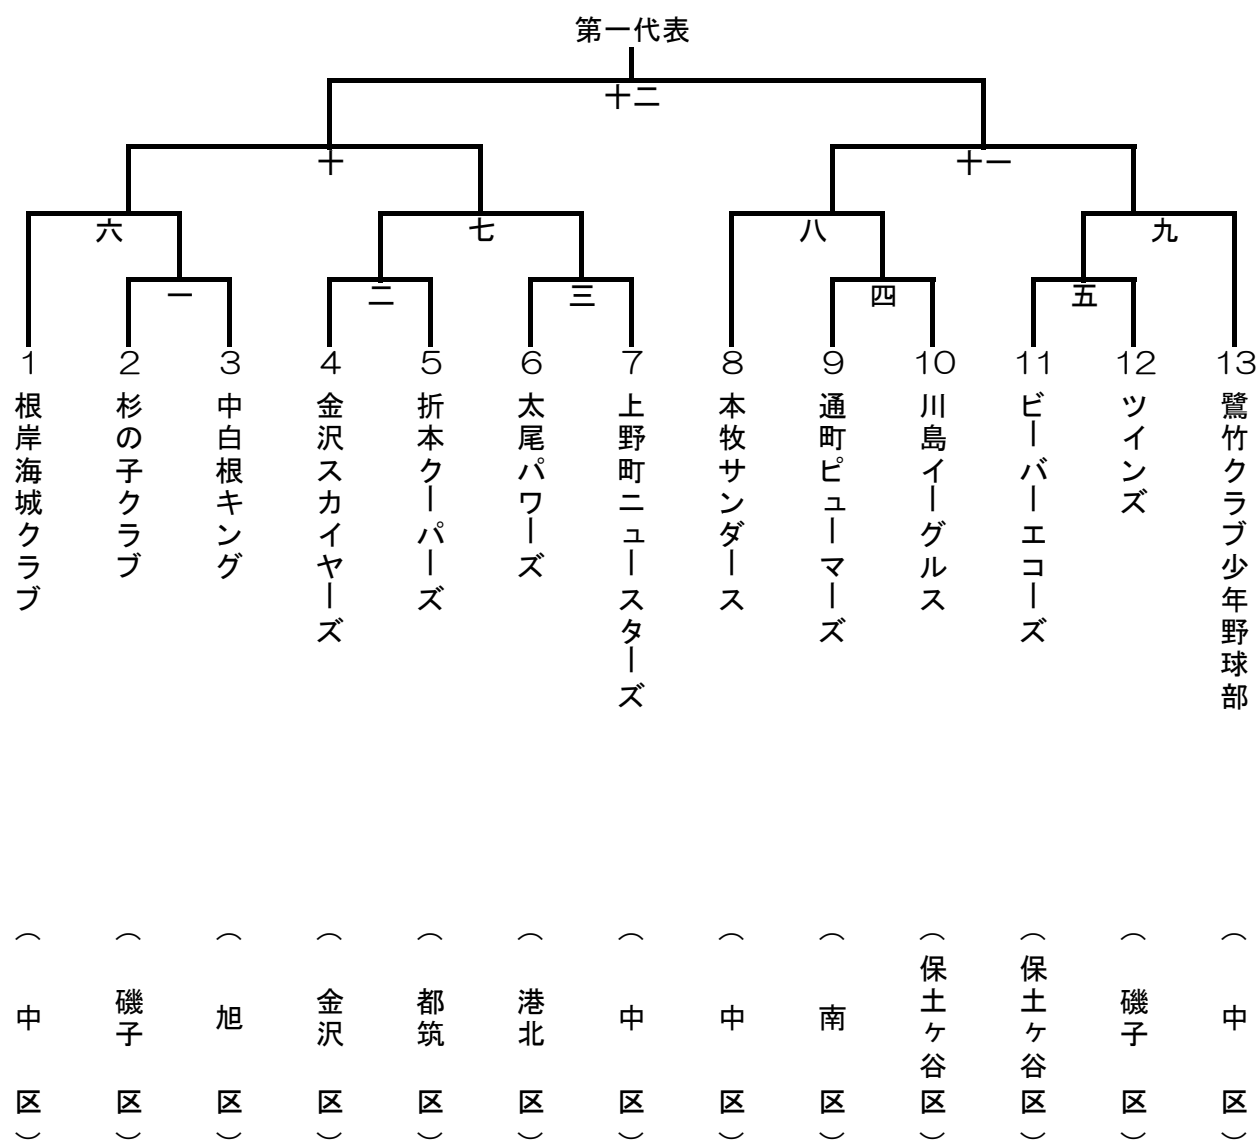 第一代表
十二
十
十一
六
七
八
九
一
二
三
四
五
1
2
3
4
5
6
7
8
9
10
11
12
13
根岸海城クラブ
杉の子クラブ
中白根キング
金沢スカイヤーズ
折本クーパーズ
太尾パワーズ
上野町ニュースターズ
本牧サンダース
通町ピューマーズ
川島イーグルス
ビーバーエコーズ
ツインズ
鷺竹クラブ少年野球部
（中区）
（磯子区）
（旭区）
（金沢区）
（都筑区）
（港北区）
（中区）
（中区）
（南区）
（保土ヶ谷区）
（保土ヶ谷区）
（磯子区）
（中区）